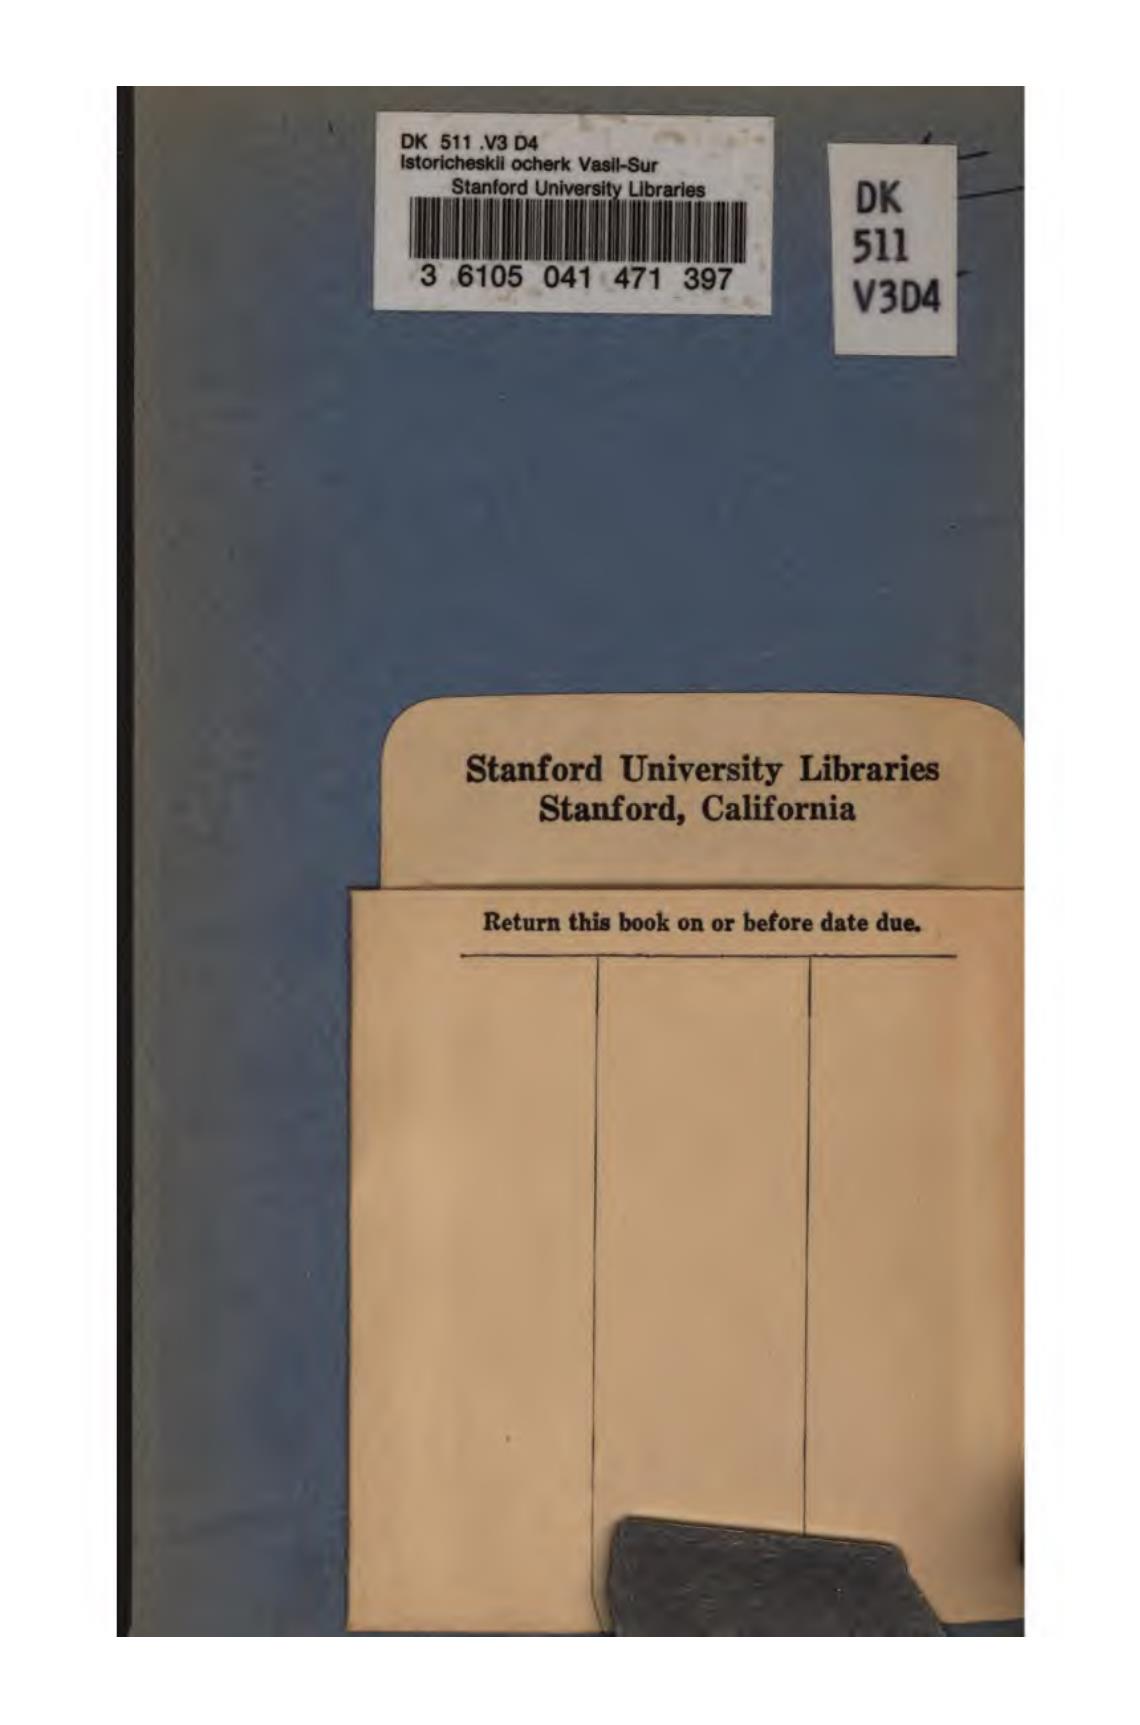 DK 511 .V3 D4
Istoricheskii ocherk Vasil-Sur
Stanford University Libraries
3 6105 041 471 397
DK
511
V3D4
Stanford University Libraries
Stanford, California
Return this book on or before date due.